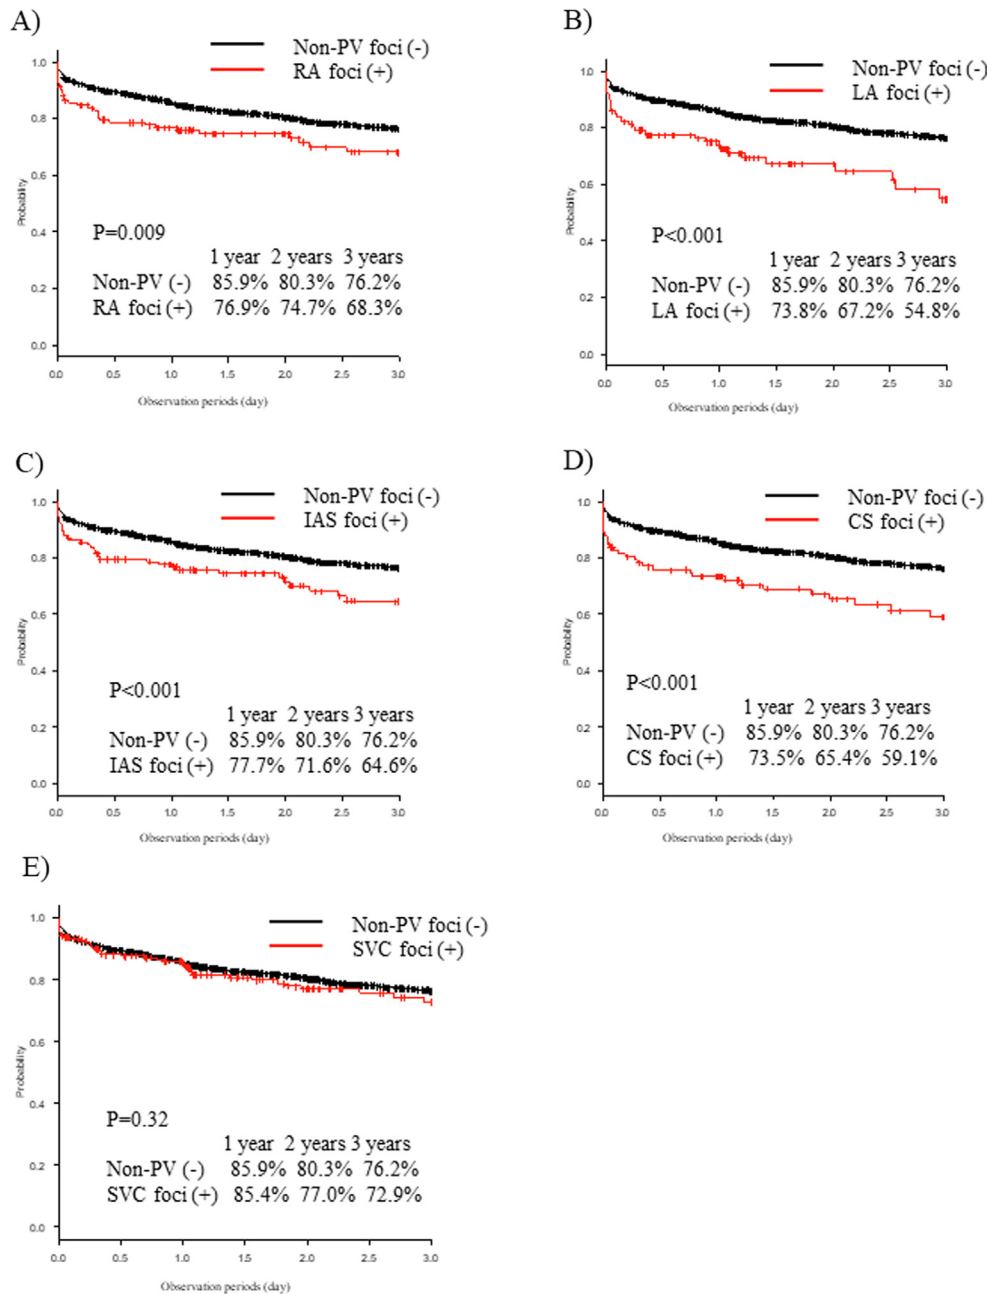 A)
Non-PV foci (-)
RA foci (+)
1.0
0.8
0.6
0.4
0.2
0.0
Probability
P=0.009
1 year 2 years 3 years
Non-PV (-) 85.9% 80.3% 76.2%
RA foci (+) 76.9% 74.7% 68.3%
0.0 0.5 1.0 1.5 2.0 2.5 3.0
Observation periods (day)
B)
Non-PV foci (-)
LA foci (+)
1.0
0.8
0.6
0.4
0.2
0.0
Probability
P<0.001
1 year 2 years 3 years
Non-PV (-) 85.9% 80.3% 76.2%
LA foci (+) 73.8% 67.2% 54.8%
0.0 0.5 1.0 1.5 2.0 2.5 3.0
Observation periods (day)
C)
Non-PV foci (-)
IAS foci (+)
1.0
0.8
0.6
0.4
0.2
0.0
Probability
P<0.001
1 year 2 years 3 years
Non-PV (-) 85.9% 80.3% 76.2%
IAS foci (+) 77.7% 71.6% 64.6%
0.0 0.5 1.0 1.5 2.0 2.5 3.0
Observation periods (day)
D)
Non-PV foci (-)
CS foci (+)
1.0
0.8
0.6
0.4
0.2
0.0
Probability
P<0.001
1 year 2 years 3 years
Non-PV (-) 85.9% 80.3% 76.2%
CS foci (+) 73.5% 65.4% 59.1%
0.0 0.5 1.0 1.5 2.0 2.5 3.0
Observation periods (day)
E)
Non-PV foci (-)
SVC foci (+)
1.0
0.8
0.6
0.4
0.2
0.0
Probability
P=0.32
1 year 2 years 3 years
Non-PV (-) 85.9% 80.3% 76.2%
SVC foci (+) 85.4% 77.0% 72.9%
0.0 0.5 1.0 1.5 2.0 2.5 3.0
Observation periods (day)